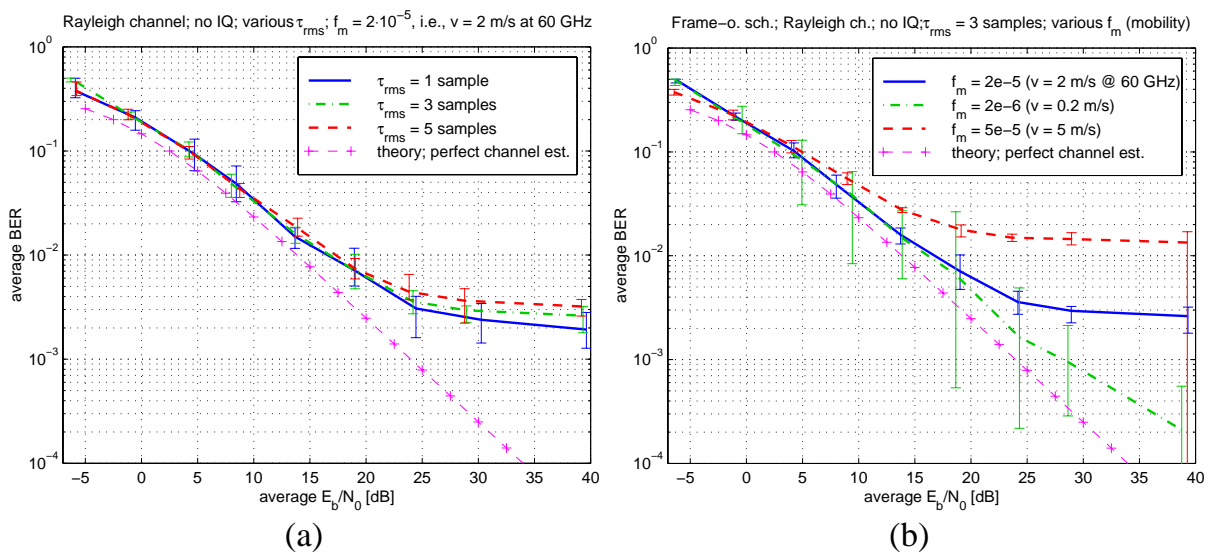 Rayleigh channel; no IQ; various τrms; fm = 2·10−5, i.e., v = 2 m/s at 60 GHz
100
10−1
10−2
10−3
10−4
average BER
τrms = 1 sample
τrms = 3 samples
τrms = 5 samples
theory; perfect channel est.
−5 0 5 10 15 20 25 30 35 40
average Eb/N0 [dB]
(a)
Frame−o. sch.; Rayleigh ch.; no IQ;τrms = 3 samples; various fm (mobility)
100
10−1
10−2
10−3
10−4
average BER
fm = 2e−5 (v = 2 m/s @ 60 GHz)
fm = 2e−6 (v = 0.2 m/s)
fm = 5e−5 (v = 5 m/s)
theory; perfect channel est.
−5 0 5 10 15 20 25 30 35 40
average Eb/N0 [dB]
(b)